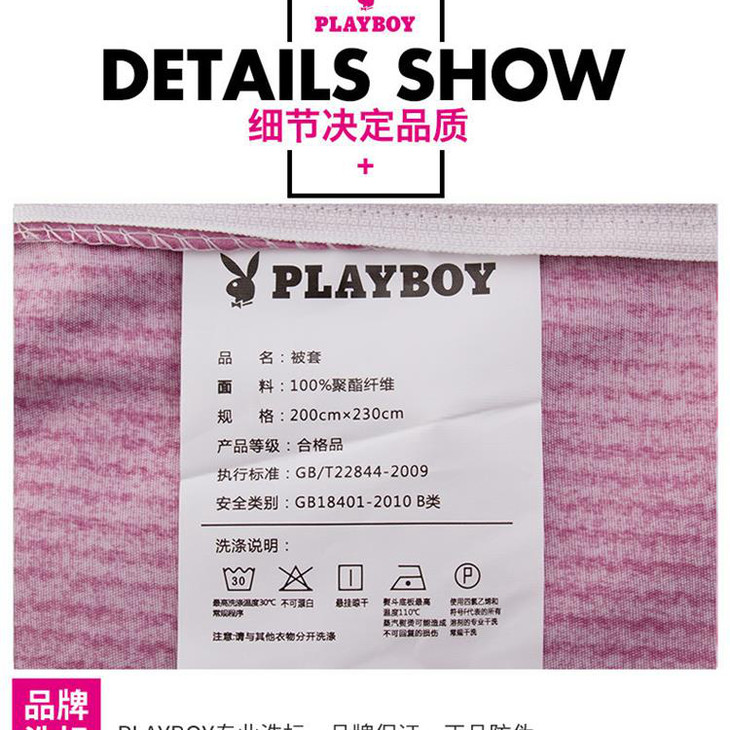 PLAYBOY
DETAILS SHOW
细节决定品质
+
PLAYBOY
品 名：被套
面 料：100%聚酯纤维
规 格：200cm×230cm
产品等级：合格品
执行标准：GB/T22844-2009
安全类别：GB18401-2010 B类
洗涤说明：
30
P
最高洗涤温度30℃
常规程序
不可漂白
悬挂晾干
熨斗底板最高
温度110℃
蒸汽熨烫可能造成
不可回复的损伤
使用四氯乙烯和
符号F代表的所有
溶剂的专业干洗
常规干洗
注意:请与其他衣物分开洗涤
品牌